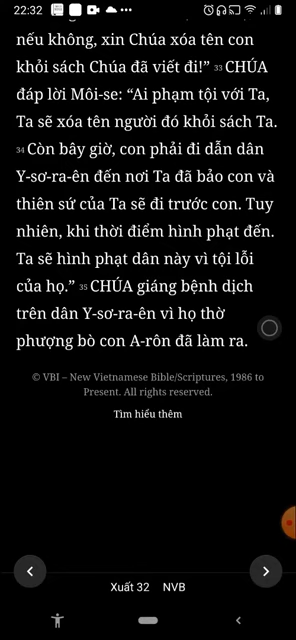 22:32
nếu không, xin Chúa xóa tên con
khỏi sách Chúa đã viết đi!” 33 CHÚA
đáp lời Môi-se: “Ai phạm tội với Ta,
Ta sẽ xóa tên người đó khỏi sách Ta.
34 Còn bây giờ, con phải đi dẫn dân
Y-sơ-ra-ên đến nơi Ta đã bảo con và
thiên sứ của Ta sẽ đi trước con. Tuy
nhiên, khi thời điểm hình phạt đến.
Ta sẽ hình phạt dân này vì tội lỗi
của họ.” 35 CHÚA giáng bệnh dịch
trên dân Y-sơ-ra-ên vì họ thờ
phượng bò con A-rôn đã làm ra.
© VBI – New Vietnamese Bible/Scriptures, 1986 to
Present. All rights reserved.
Tìm hiểu thêm
Xuất 32 NVB